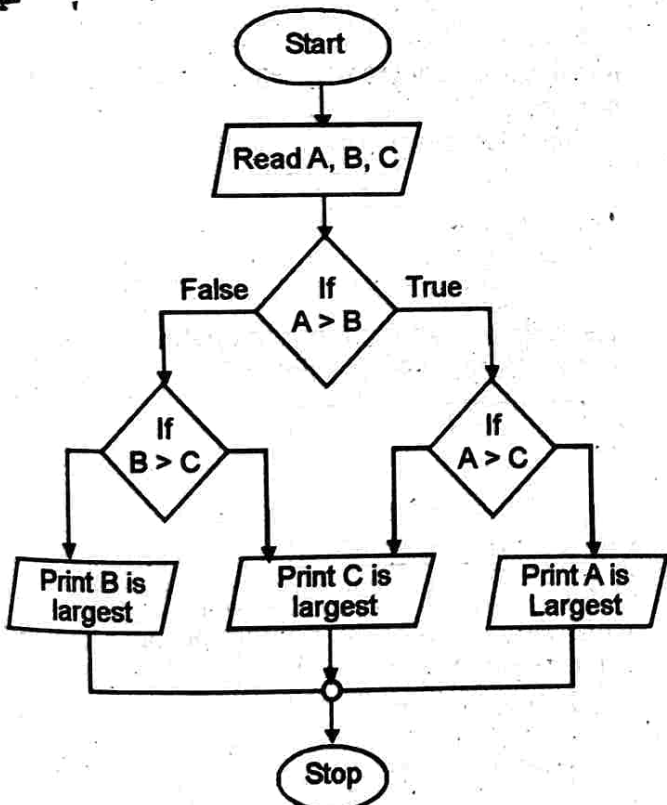 Start
Read A, B, C
False
If
A > B
True
If
B > C
If
A > C
Print B is
largest
Print C is
largest
Print A is
Largest
Stop